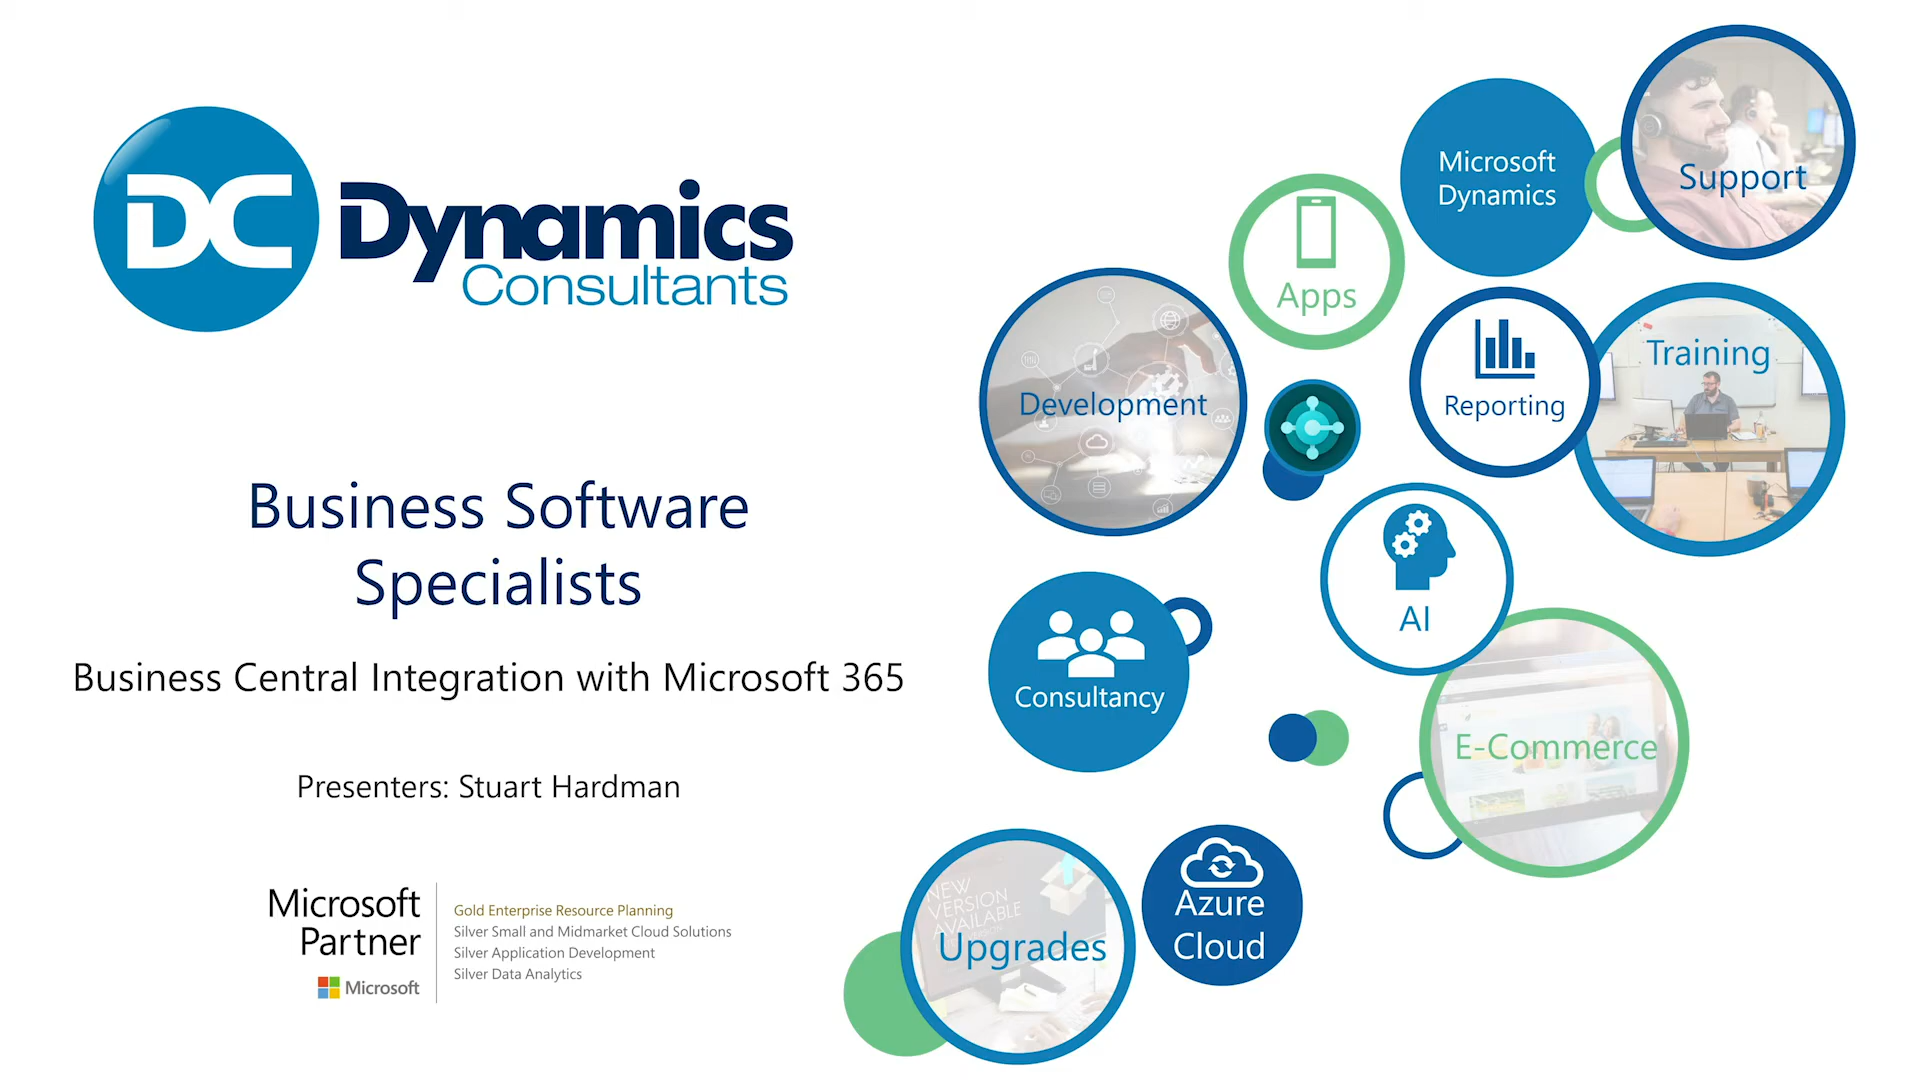 DC
Dynamics
Consultants
Business Software
Specialists
Business Central Integration with Microsoft 365
Presenters: Stuart Hardman
Microsoft
Partner
Microsoft
Gold Enterprise Resource Planning
Silver Small and Midmarket Cloud Solutions
Silver Application Development
Silver Data Analytics
Support
Microsoft
Dynamics
Apps
Development
Reporting
Training
AI
Consultancy
E-Commerce
NEW
VERSION
AVAILABLE
Upgrades
Azure
Cloud